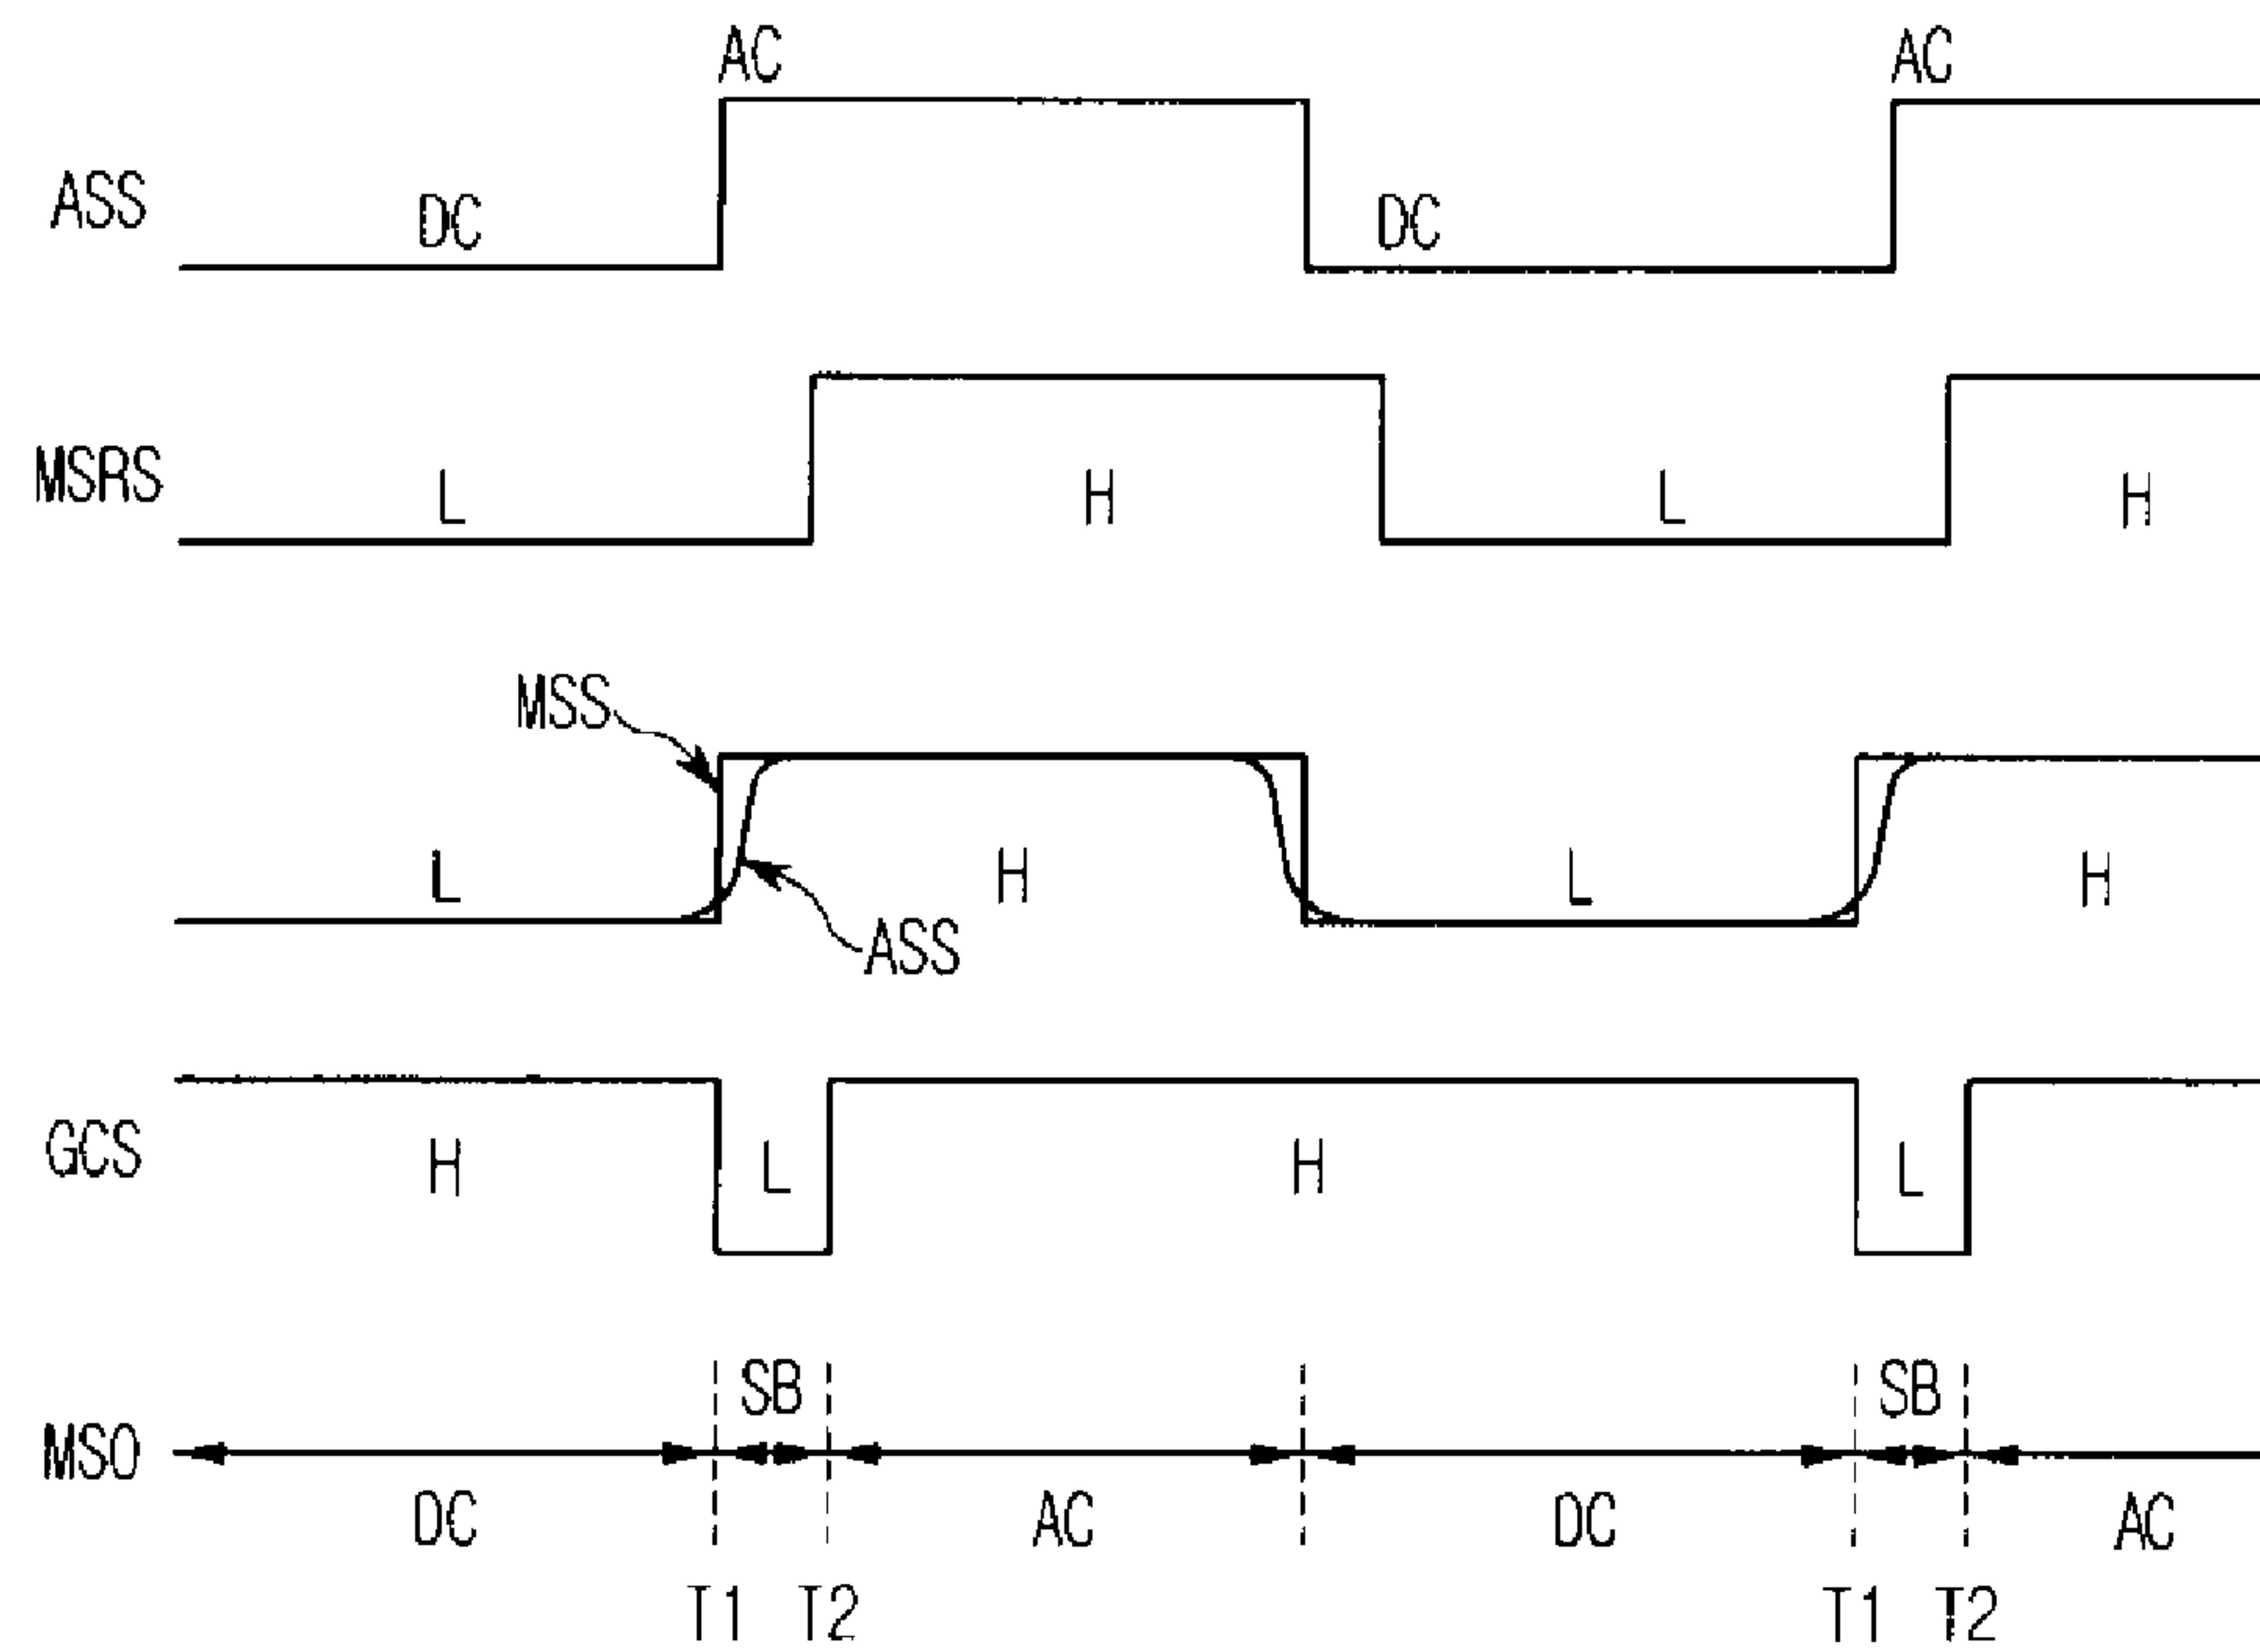 AC AC
ASS DC DC
MSRS L H L H
MSS
L H L H
ASS
GCS H L H L
SB SB
MSO
DC AC DC AC
T1 T2 T1 T2